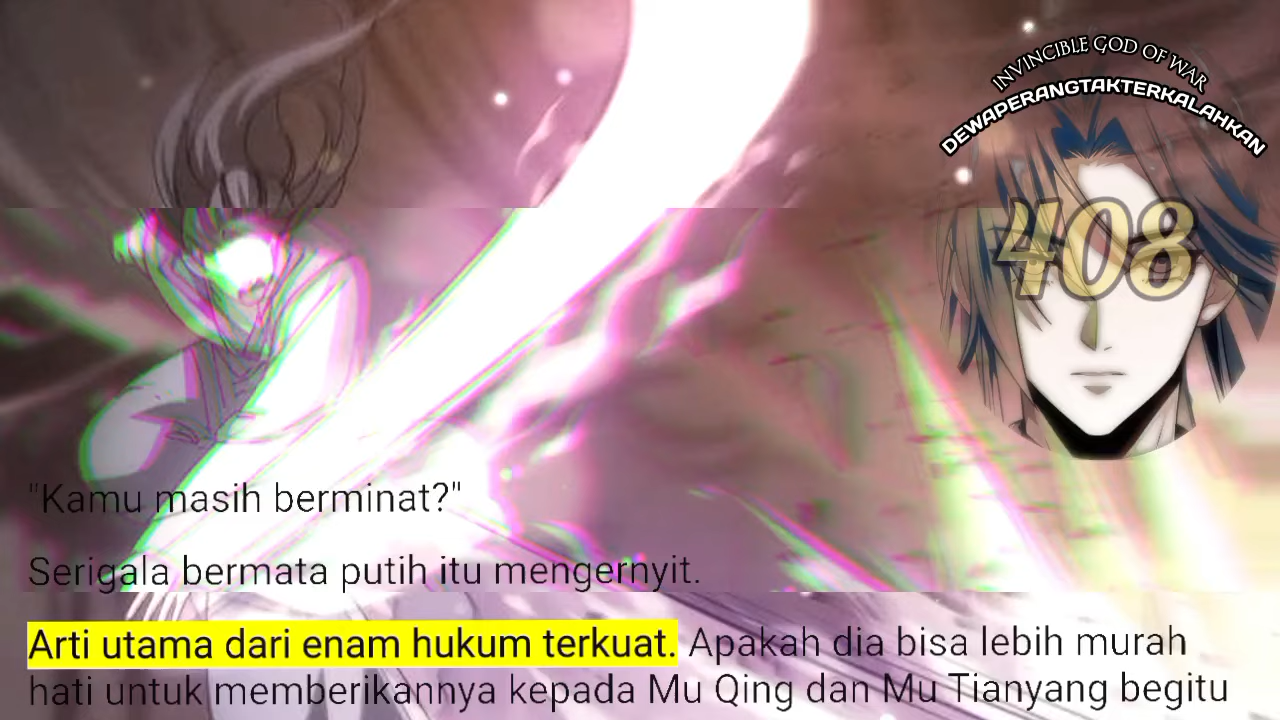 INVINCIBLE GOD OF WAR
DEWAPERANGTAKTERKALAHKAN
408
"Kamu masih berminat?"
Serigala bermata putih itu mengernyit.
Arti utama dari enam hukum terkuat. Apakah dia bisa lebih murah
hati untuk memberikannya kepada Mu Qing dan Mu Tianyang begitu